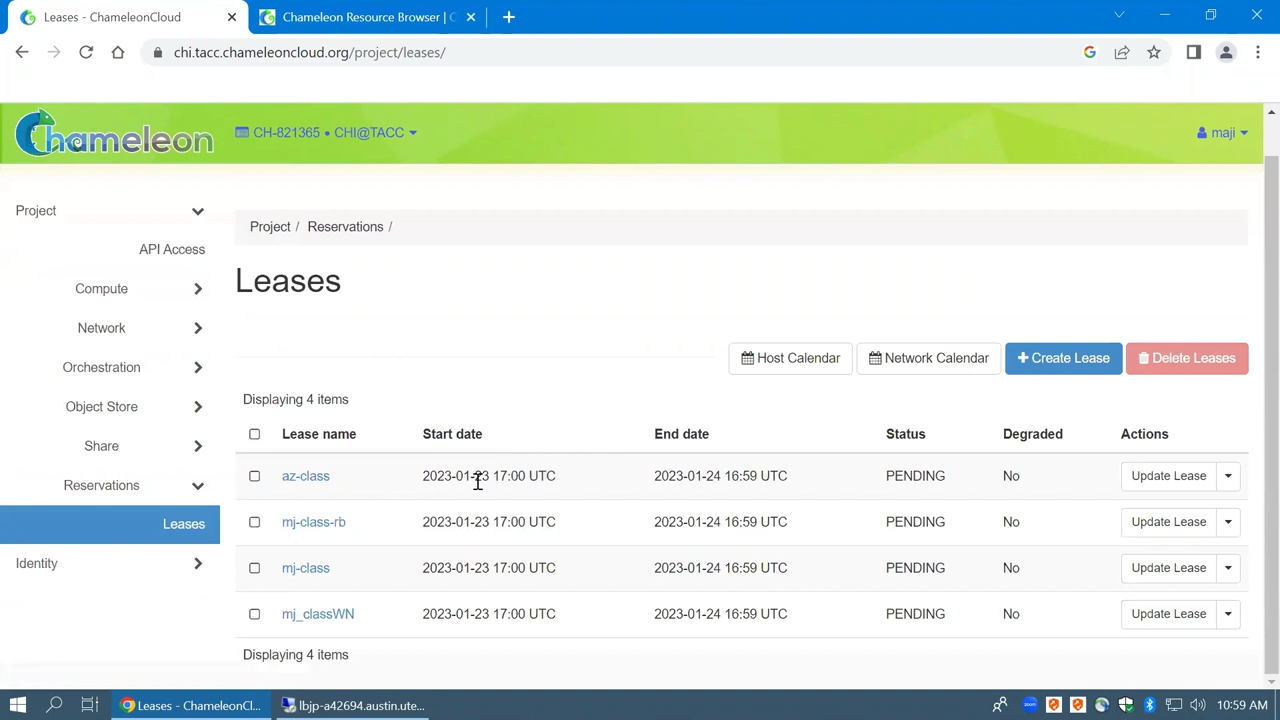 Leases - ChameleonCloud
Chameleon Resource Browser | C
chi.tacc.chameleoncloud.org/project/leases/
Chameleon
CH-821365 • CHI@TACC
maji
Project
API Access
Compute
Network
Orchestration
Object Store
Share
Reservations
Leases
Identity
Project / Reservations /
Leases
Host Calendar
Network Calendar
+ Create Lease
Delete Leases
Displaying 4 items
Lease name Start date End date Status Degraded Actions
az-class 2023-01-23 17:00 UTC 2023-01-24 16:59 UTC PENDING No Update Lease
mj-class-rb 2023-01-23 17:00 UTC 2023-01-24 16:59 UTC PENDING No Update Lease
mj-class 2023-01-23 17:00 UTC 2023-01-24 16:59 UTC PENDING No Update Lease
mj_classWN 2023-01-23 17:00 UTC 2023-01-24 16:59 UTC PENDING No Update Lease
Displaying 4 items
Leases - ChameleonCl...
lbjp-a42694.austin.ute...
10:59 AM